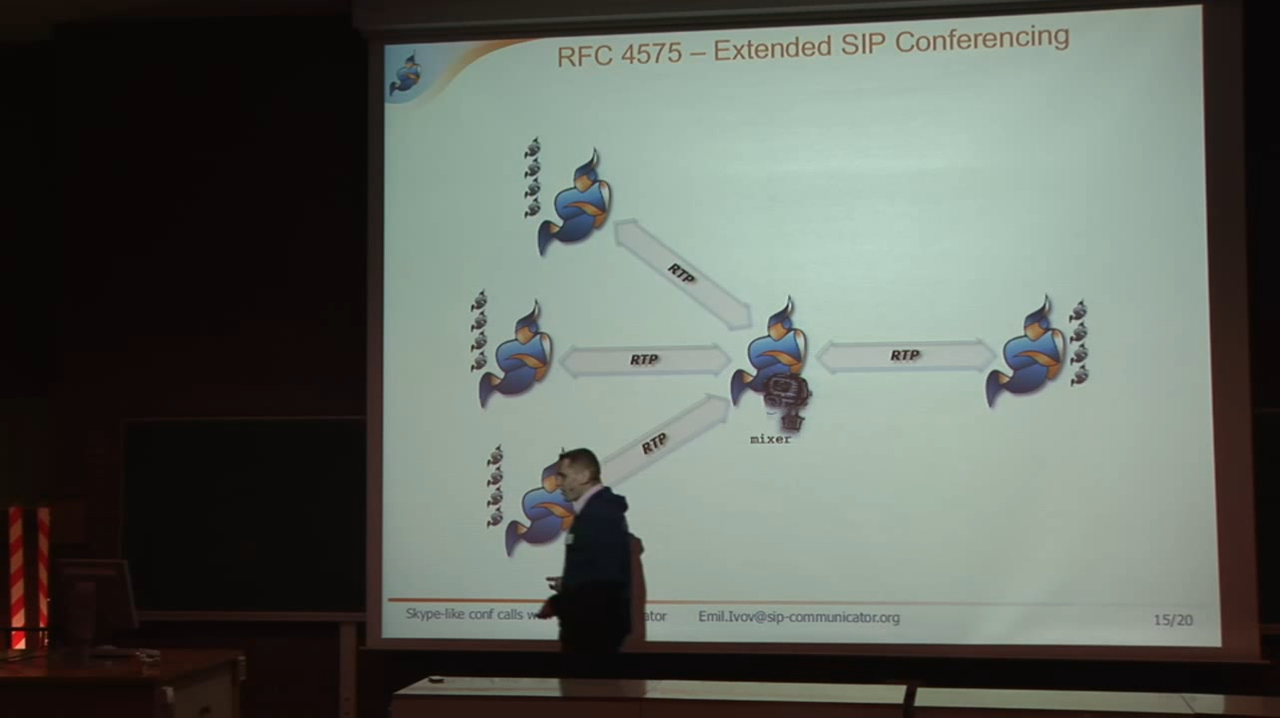 RFC 4575 – Extended SIP Conferencing
RTP
RTP
RTP
RTP
mixer
Skype-like conf calls
Emil.Ivov@sip-communicator.org
15/20